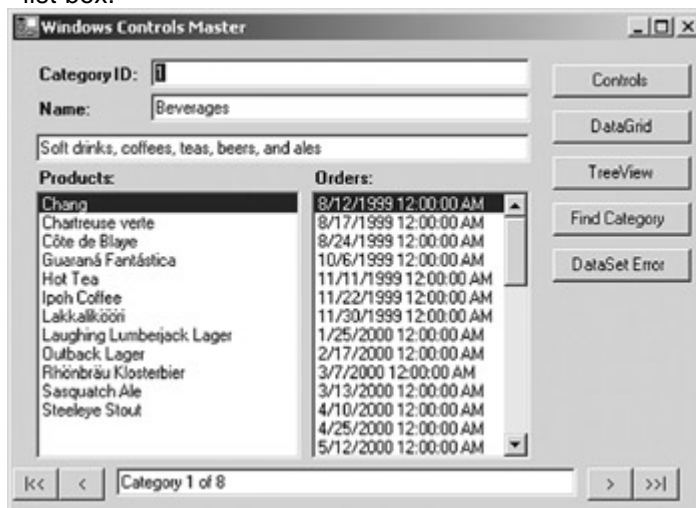 list box.
Windows Control​s Master
Category ID: 1
Name: Beverages
Soft drinks, coffees, teas, beers, and ales
Products:
Chang
Chartreuse verte
Côte de Blaye
Guaraná Fantástica
Hot Tea
Ipoh Coffee
Lakkalikööri
Laughing Lumberjack Lager
Outback Lager
Rhönbräu Klosterbier
Sasquatch Ale
Steeleye Stout
Orders:
8/12/1999 12:00:00 AM
8/17/1999 12:00:00 AM
8/24/1999 12:00:00 AM
10/6/1999 12:00:00 AM
11/11/1999 12:00:00 AM
11/22/1999 12:00:00 AM
11/30/1999 12:00:00 AM
1/25/2000 12:00:00 AM
2/17/2000 12:00:00 AM
3/7/2000 12:00:00 AM
3/13/2000 12:00:00 AM
4/10/2000 12:00:00 AM
4/25/2000 12:00:00 AM
5/12/2000 12:00:00 AM
Controls
DataGrid
TreeView
Find Category
DataSet Error
|<< < Category 1 of 8 > >>|